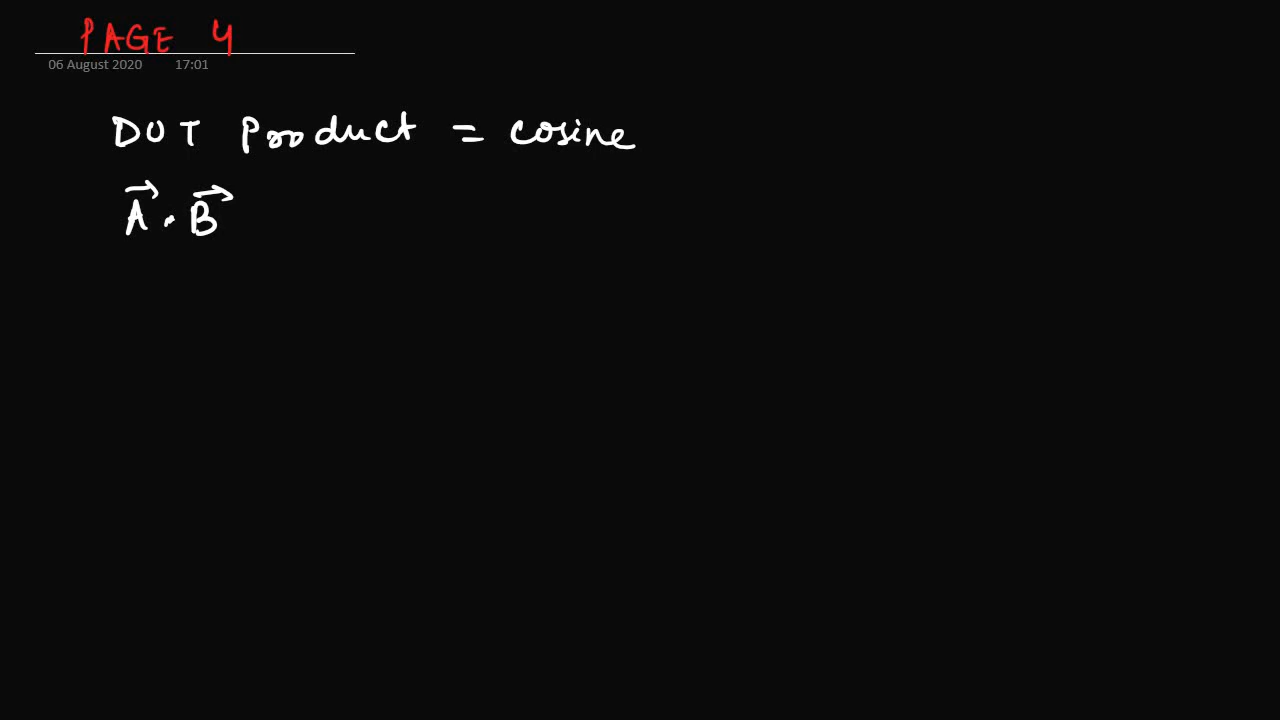 PAGE 4
06 August 2020 17:01
DOT Product = cosine
A⃗ . B⃗